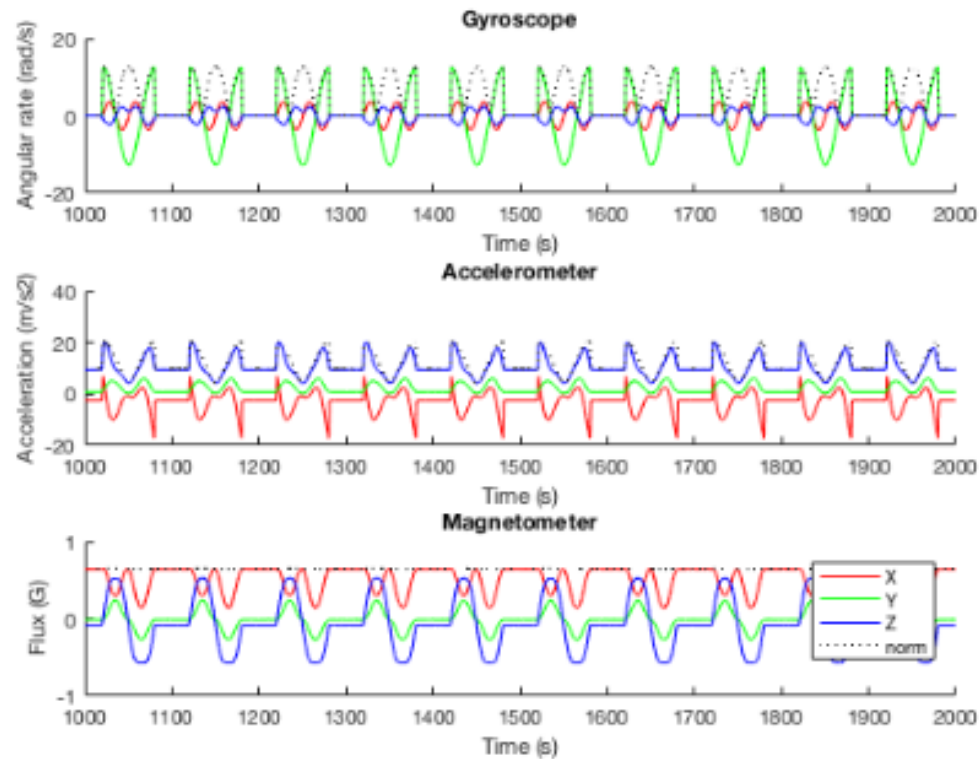 Gyroscope
Angular rate (rad/s)
20
0
-20
1000 1100 1200 1300 1400 1500 1600 1700 1800 1900 2000
Time (s)
Accelerometer
Acceleration (m/s2)
40
20
0
-20
1000 1100 1200 1300 1400 1500 1600 1700 1800 1900 2000
Time (s)
Magnetometer
Flux (G)
1
0
-1
X
Y
Z
norm
1000 1100 1200 1300 1400 1500 1600 1700 1800 1900 2000
Time (s)